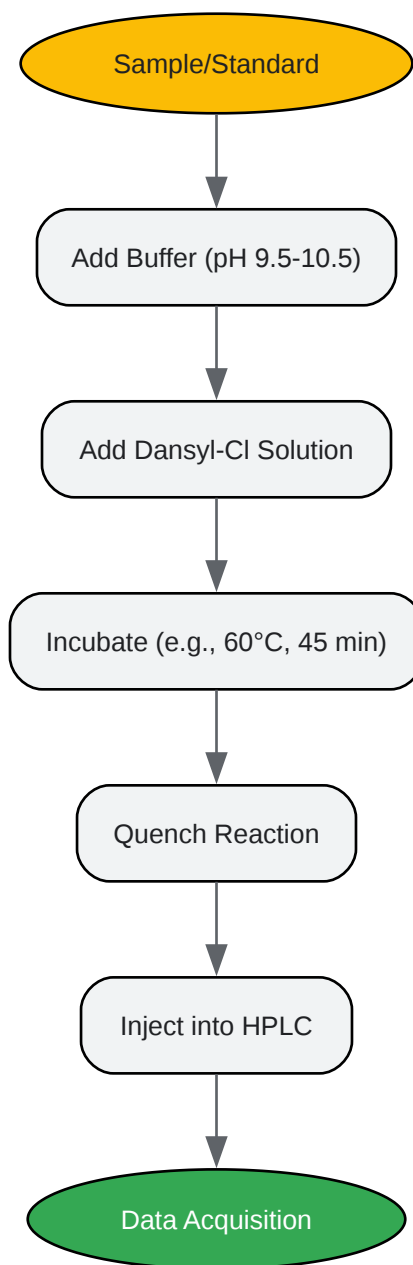 Sample/Standard
Add Buffer (pH 9.5-10.5)
Add Dansyl-Cl Solution
Incubate (e.g., 60°C, 45 min)
Quench Reaction
Inject into HPLC
Data Acquisition